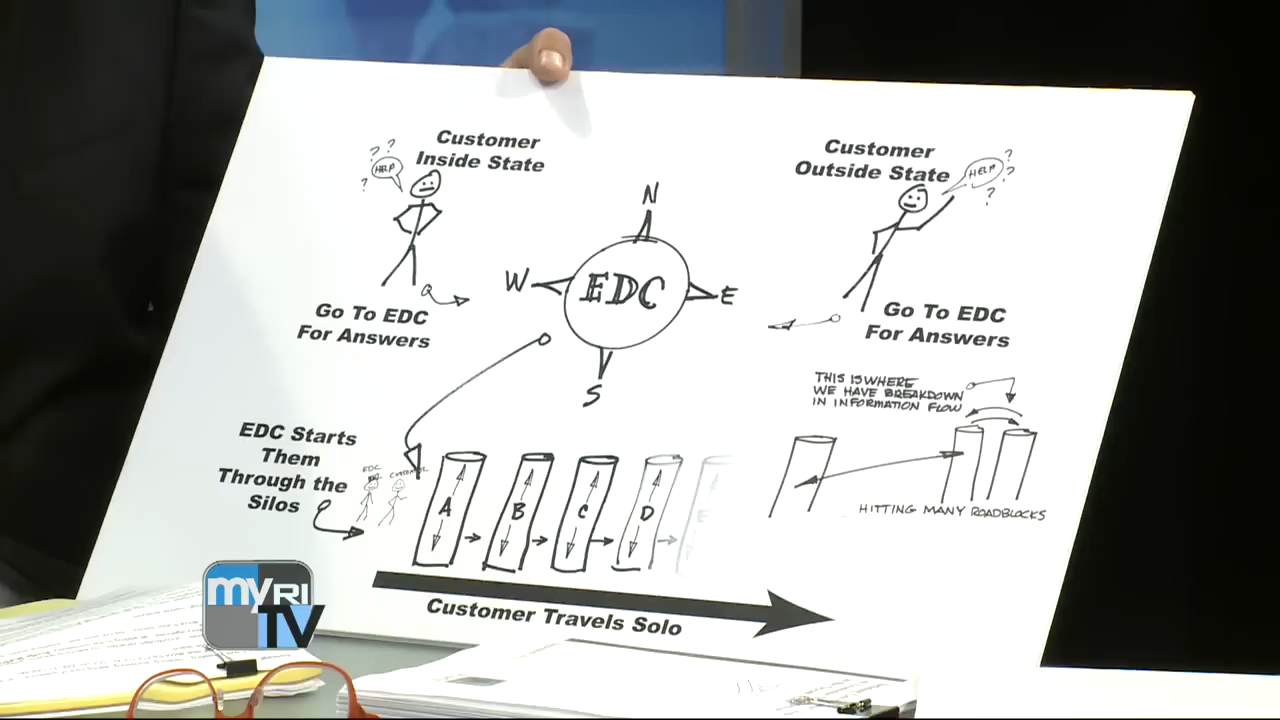 Customer
Inside State
? ?
HELP
?
Go To EDC
For Answers
N
W
EDC
E
S
Customer
Outside State
HELP
?
?
?
Go To EDC
For Answers
THIS IS WHERE
WE HAVE BREAKDOWN
IN INFORMATION FLOW
HITTING MANY ROADBLOCKS
EDC Starts
Them
Through the
Silos
EDC
CUSTOMER
A
B
C
D
E
Customer Travels Solo
myRI
TV